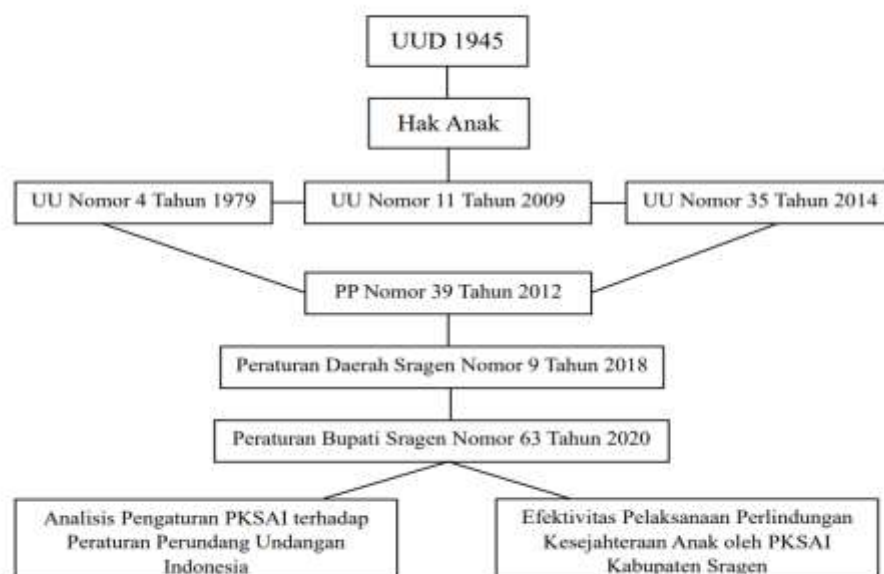 UUD 1945
Hak Anak
UU Nomor 4 Tahun 1979
UU Nomor 11 Tahun 2009
UU Nomor 35 Tahun 2014
PP Nomor 39 Tahun 2012
Peraturan Daerah Sragen Nomor 9 Tahun 2018
Peraturan Bupati Sragen Nomor 63 Tahun 2020
Analisis Pengaturan PKSAI terhadap
Peraturan Perundang Undangan
Indonesia
Efektivitas Pelaksanaan Perlindungan
Kesejahteraan Anak oleh PKSAI
Kabupaten Sragen